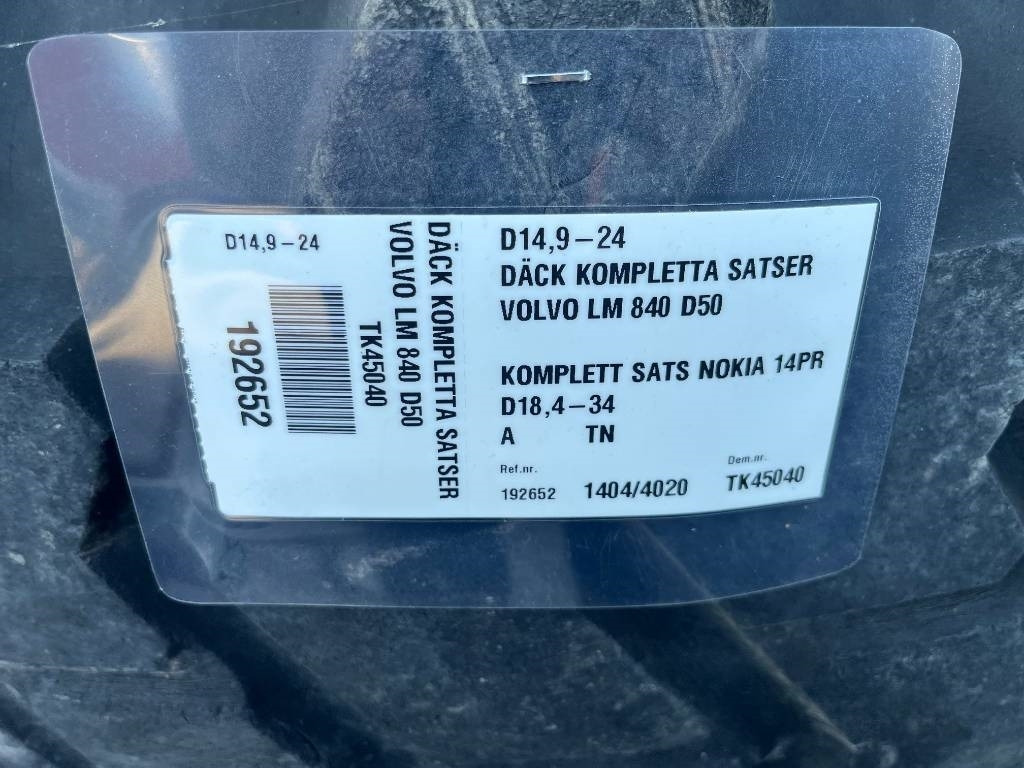 D14,9–24
192652
TK45040
VOLVO LM 840 D50
DÄCK KOMPLETTA SATSER
D14,9–24
DÄCK KOMPLETTA SATSER
VOLVO LM 840 D50
KOMPLETT SATS NOKIA 14PR
D18,4–34
A TN
Ref.nr. Dem.nr.
192652 1404/4020 TK45040